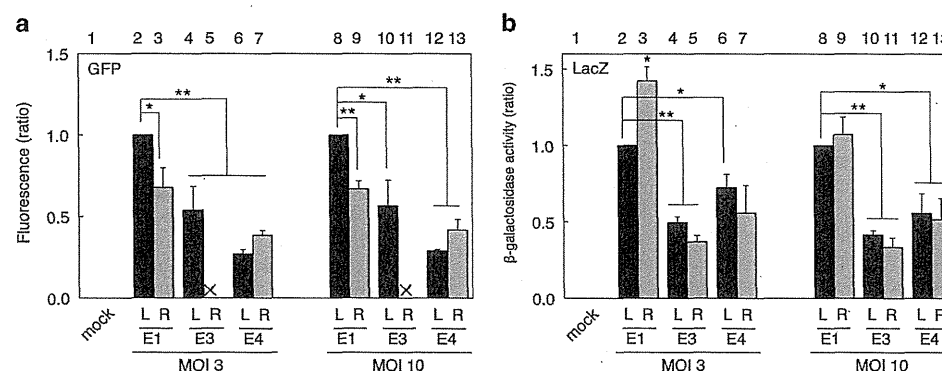 a
1 2 3 4 5 6 7 8 9 10 11 12 13
GFP
Fluorescence (ratio)
1.5
1.0
0.5
0.0
** * ** * **
×
×
mock L R L R L R L R L R L R
E1 E3 E4 E1 E3 E4
MOI 3 MOI 10
b
1 2 3 4 5 6 7 8 9 10 11 12 13
LacZ
β-galactosidase activity (ratio)
1.5
1.0
0.5
0.0
* * ** * **
mock L R L R L R L R L R L R
E1 E3 E4 E1 E3 E4
MOI 3 MOI 10